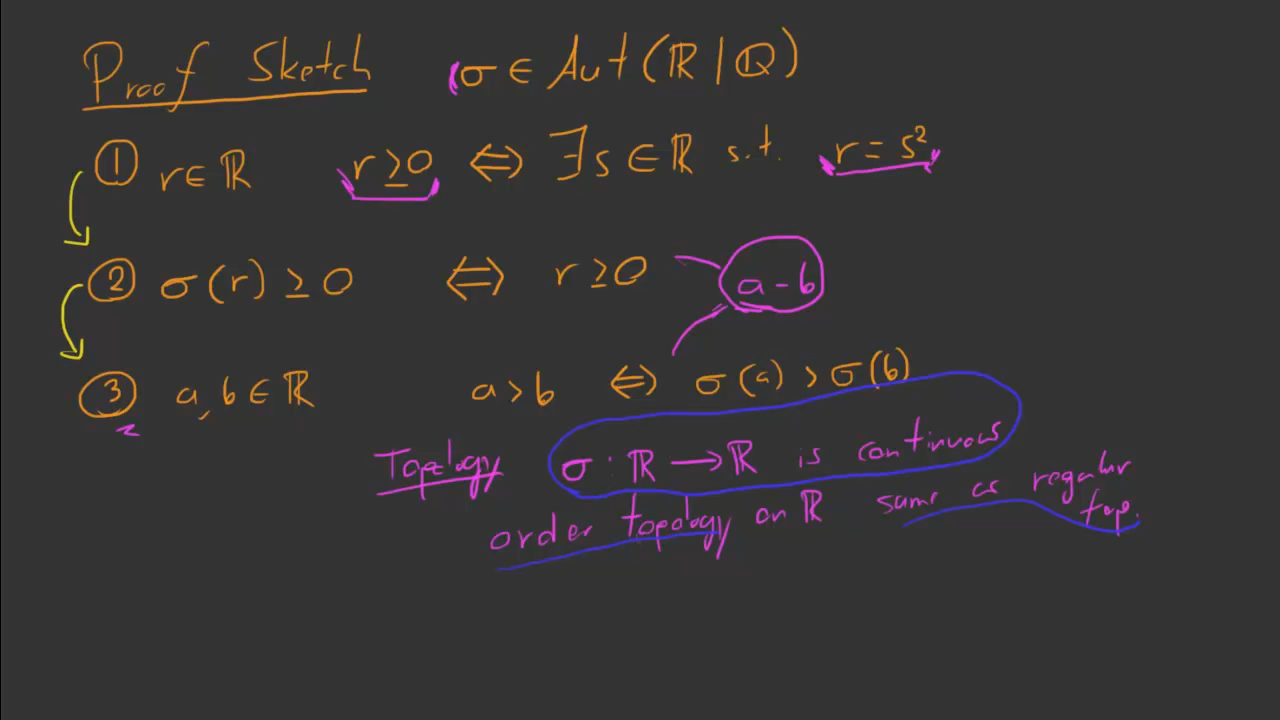 Proof Sketch σ ∈ Aut(ℝ/ℚ)
① r∈ℝ r≥0 ⇔ ∃s∈ℝ s.t. r = s²
② σ(r) ≥ 0 ⇔ r≥0 a-b
③ a,b∈ℝ a>b ⇔ σ(a) > σ(b)
Topology σ: ℝ → ℝ is continuous
order topology on ℝ same as regular top.